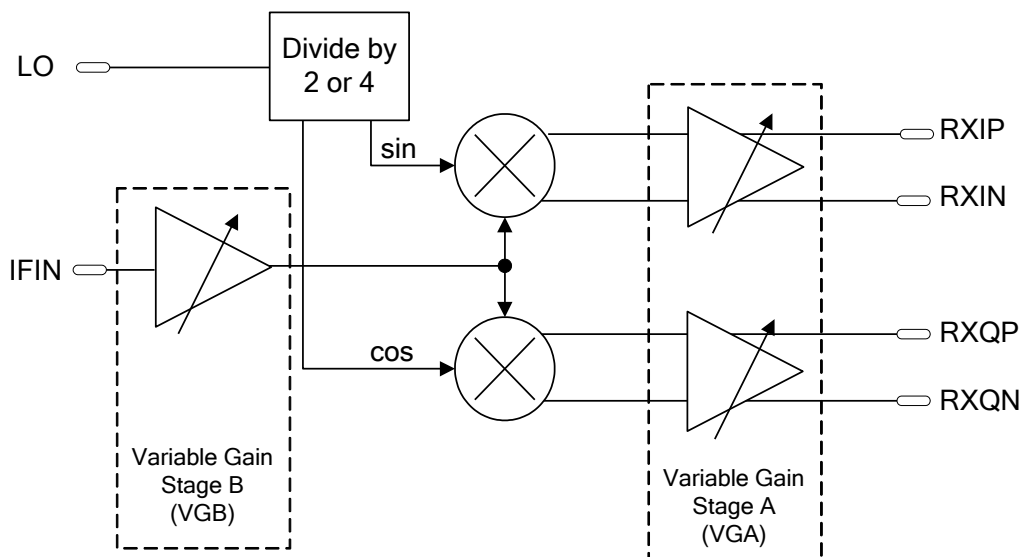 LO
Divide by
2 or 4
sin
RXIP
RXIN
IFIN
cos
RXQP
RXQN
Variable Gain
Stage B
(VGB)
Variable Gain
Stage A
(VGA)